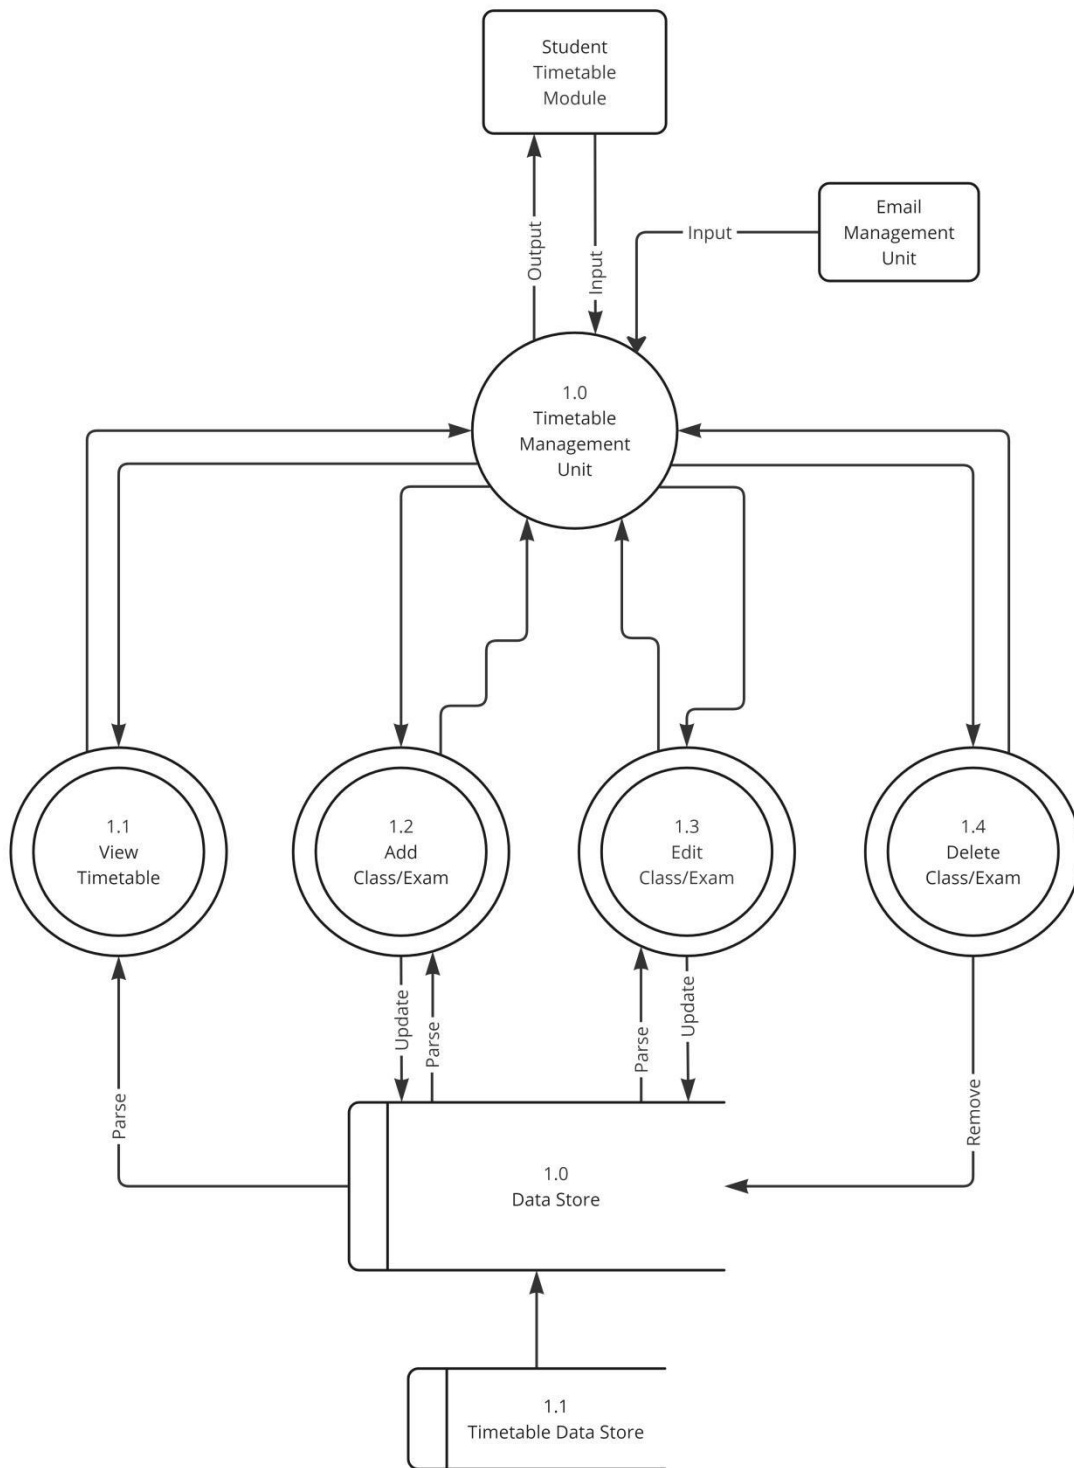 Student
Timetable
Module
Email
Management
Unit
Input
Output
Input
1.0
Timetable
Management
Unit
1.1
View
Timetable
1.2
Add
Class/Exam
1.3
Edit
Class/Exam
1.4
Delete
Class/Exam
Update
Parse
Parse
Update
Parse
Remove
1.0
Data Store
1.1
Timetable Data Store